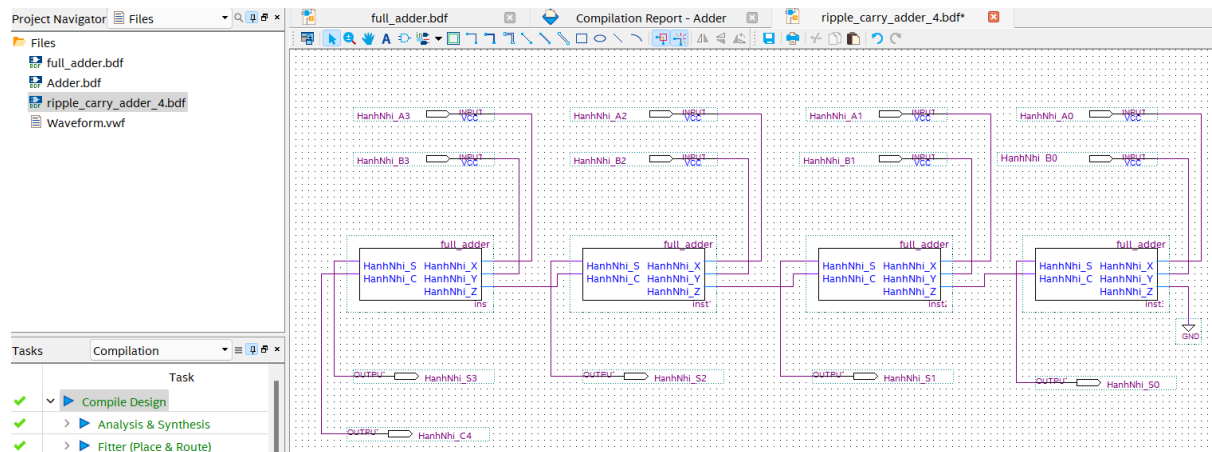 Project Navigator Files
full_adder.bdf
Compilation Report - Adder
ripple_carry_adder_4.bdf*
Files
full_adder.bdf
Adder.bdf
ripple_carry_adder_4.bdf
Waveform.vwf
HanhNhi_A3 INPUT VCC
HanhNhi_A2 INPUT VCC
HanhNhi_A1 INPUT VCC
HanhNhi_A0 INPUT VCC
HanhNhi_B3 INPUT VCC
HanhNhi_B2 INPUT VCC
HanhNhi_B1 INPUT VCC
HanhNhi_B0 INPUT VCC
full_adder
HanhNhi_S HanhNhi_X
HanhNhi_C HanhNhi_Y
HanhNhi_Z
ins
full_adder
HanhNhi_S HanhNhi_X
HanhNhi_C HanhNhi_Y
HanhNhi_Z
inst
full_adder
HanhNhi_S HanhNhi_X
HanhNhi_C HanhNhi_Y
HanhNhi_Z
inst
full_adder
HanhNhi_S HanhNhi_X
HanhNhi_C HanhNhi_Y
HanhNhi_Z
inst
GND
OUTPUT HanhNhi_S3
OUTPUT HanhNhi_S2
OUTPUT HanhNhi_S1
OUTPUT HanhNhi_S0
OUTPUT HanhNhi_C4
Tasks Compilation
Task
Compile Design
Analysis & Synthesis
Fitter (Place & Route)